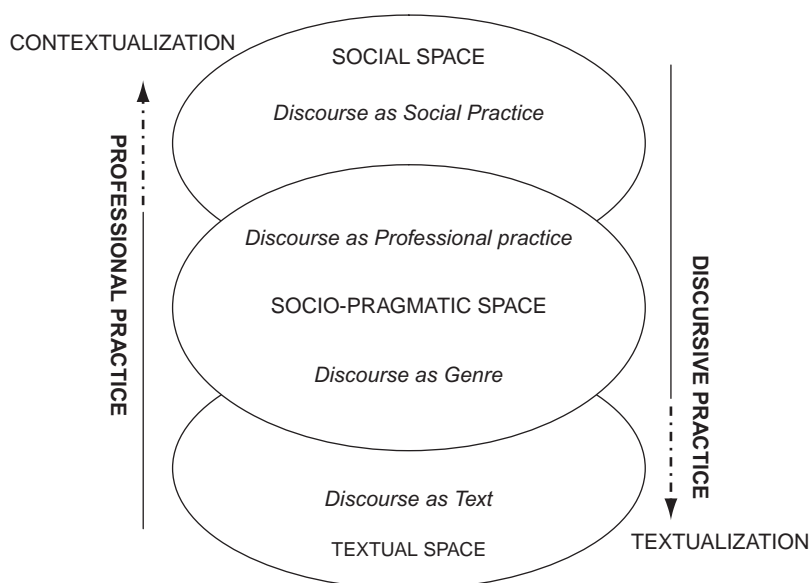 CONTEXTUALIZATION
SOCIAL SPACE
Discourse as Social Practice
PROFESSIONAL PRACTICE
Discourse as Professional practice
SOCIO-PRAGMATIC SPACE
Discourse as Genre
DISCURSIVE PRACTICE
Discourse as Text
TEXTUAL SPACE
TEXTUALIZATION